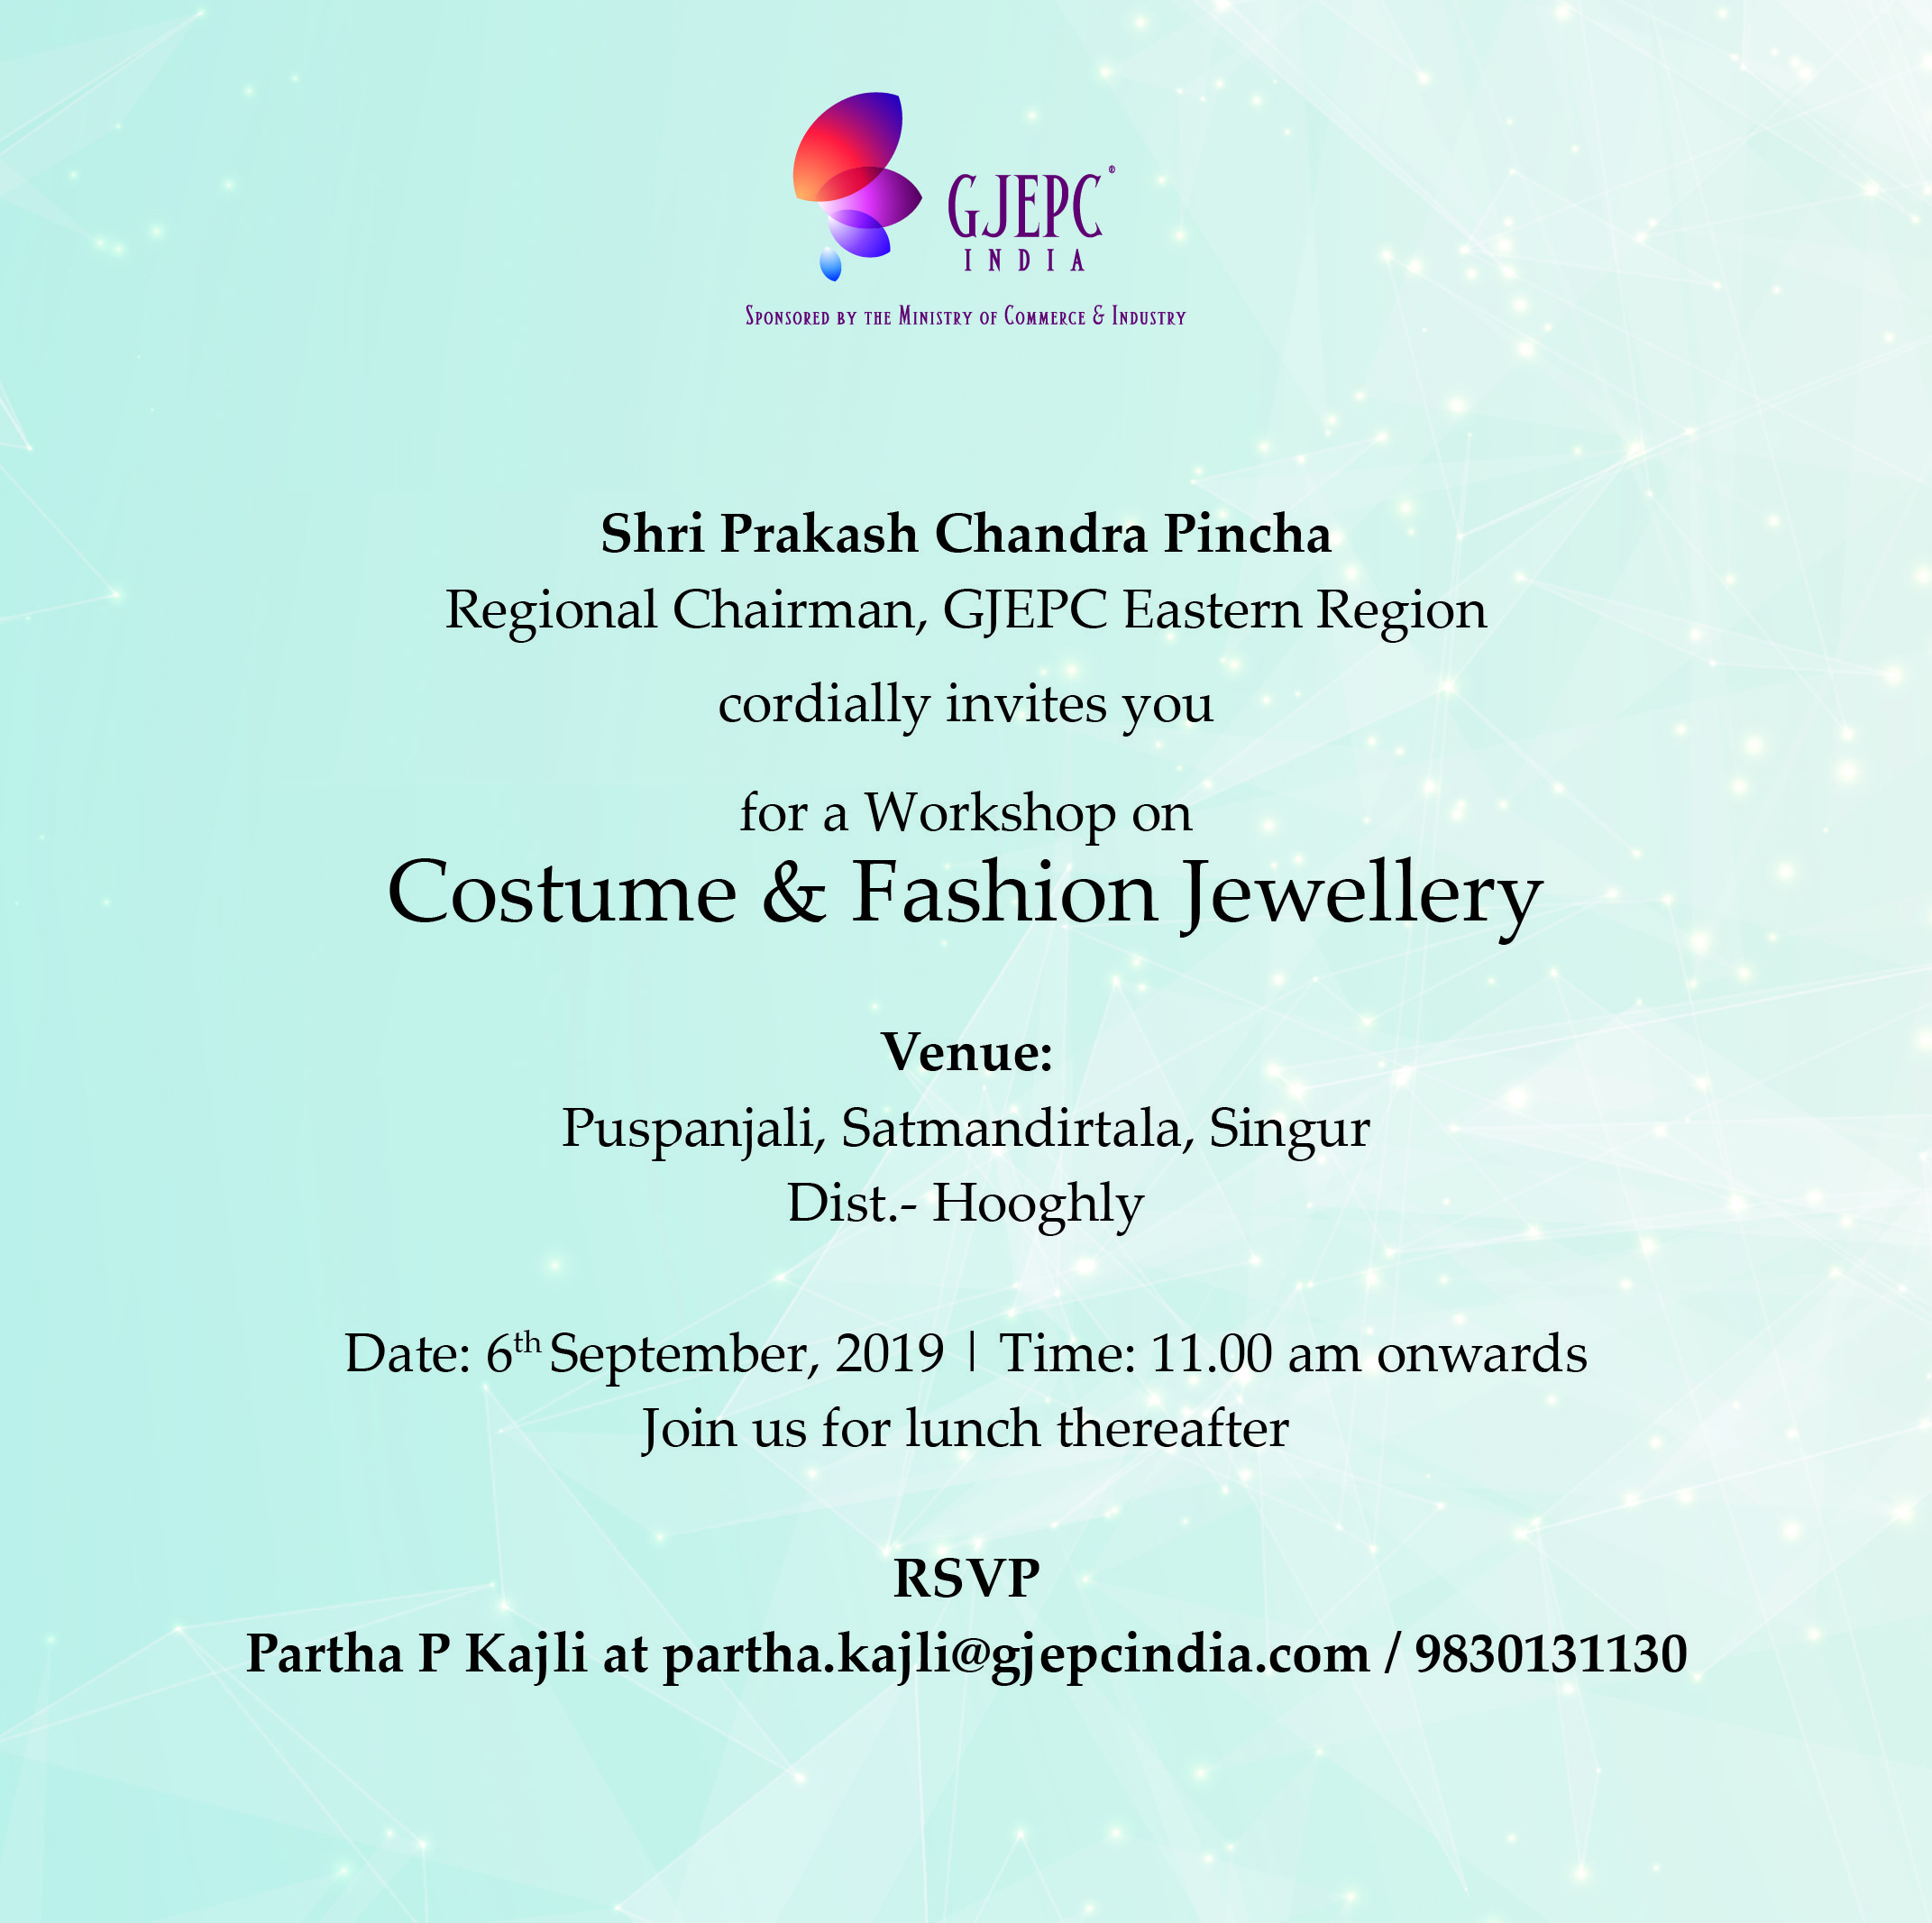 GJEPC®
INDIA
Sponsored by the Ministry of Commerce & Industry
Shri Prakash Chandra Pincha
Regional Chairman, GJEPC Eastern Region
cordially invites you
for a Workshop on
Costume & Fashion Jewellery
Venue:
Puspanjali, Satmandirtala, Singur
Dist.- Hooghly
Date: 6th September, 2019 | Time: 11.00 am onwards
Join us for lunch thereafter
RSVP
Partha P Kajli at partha.kajli@gjepcindia.com / 9830131130